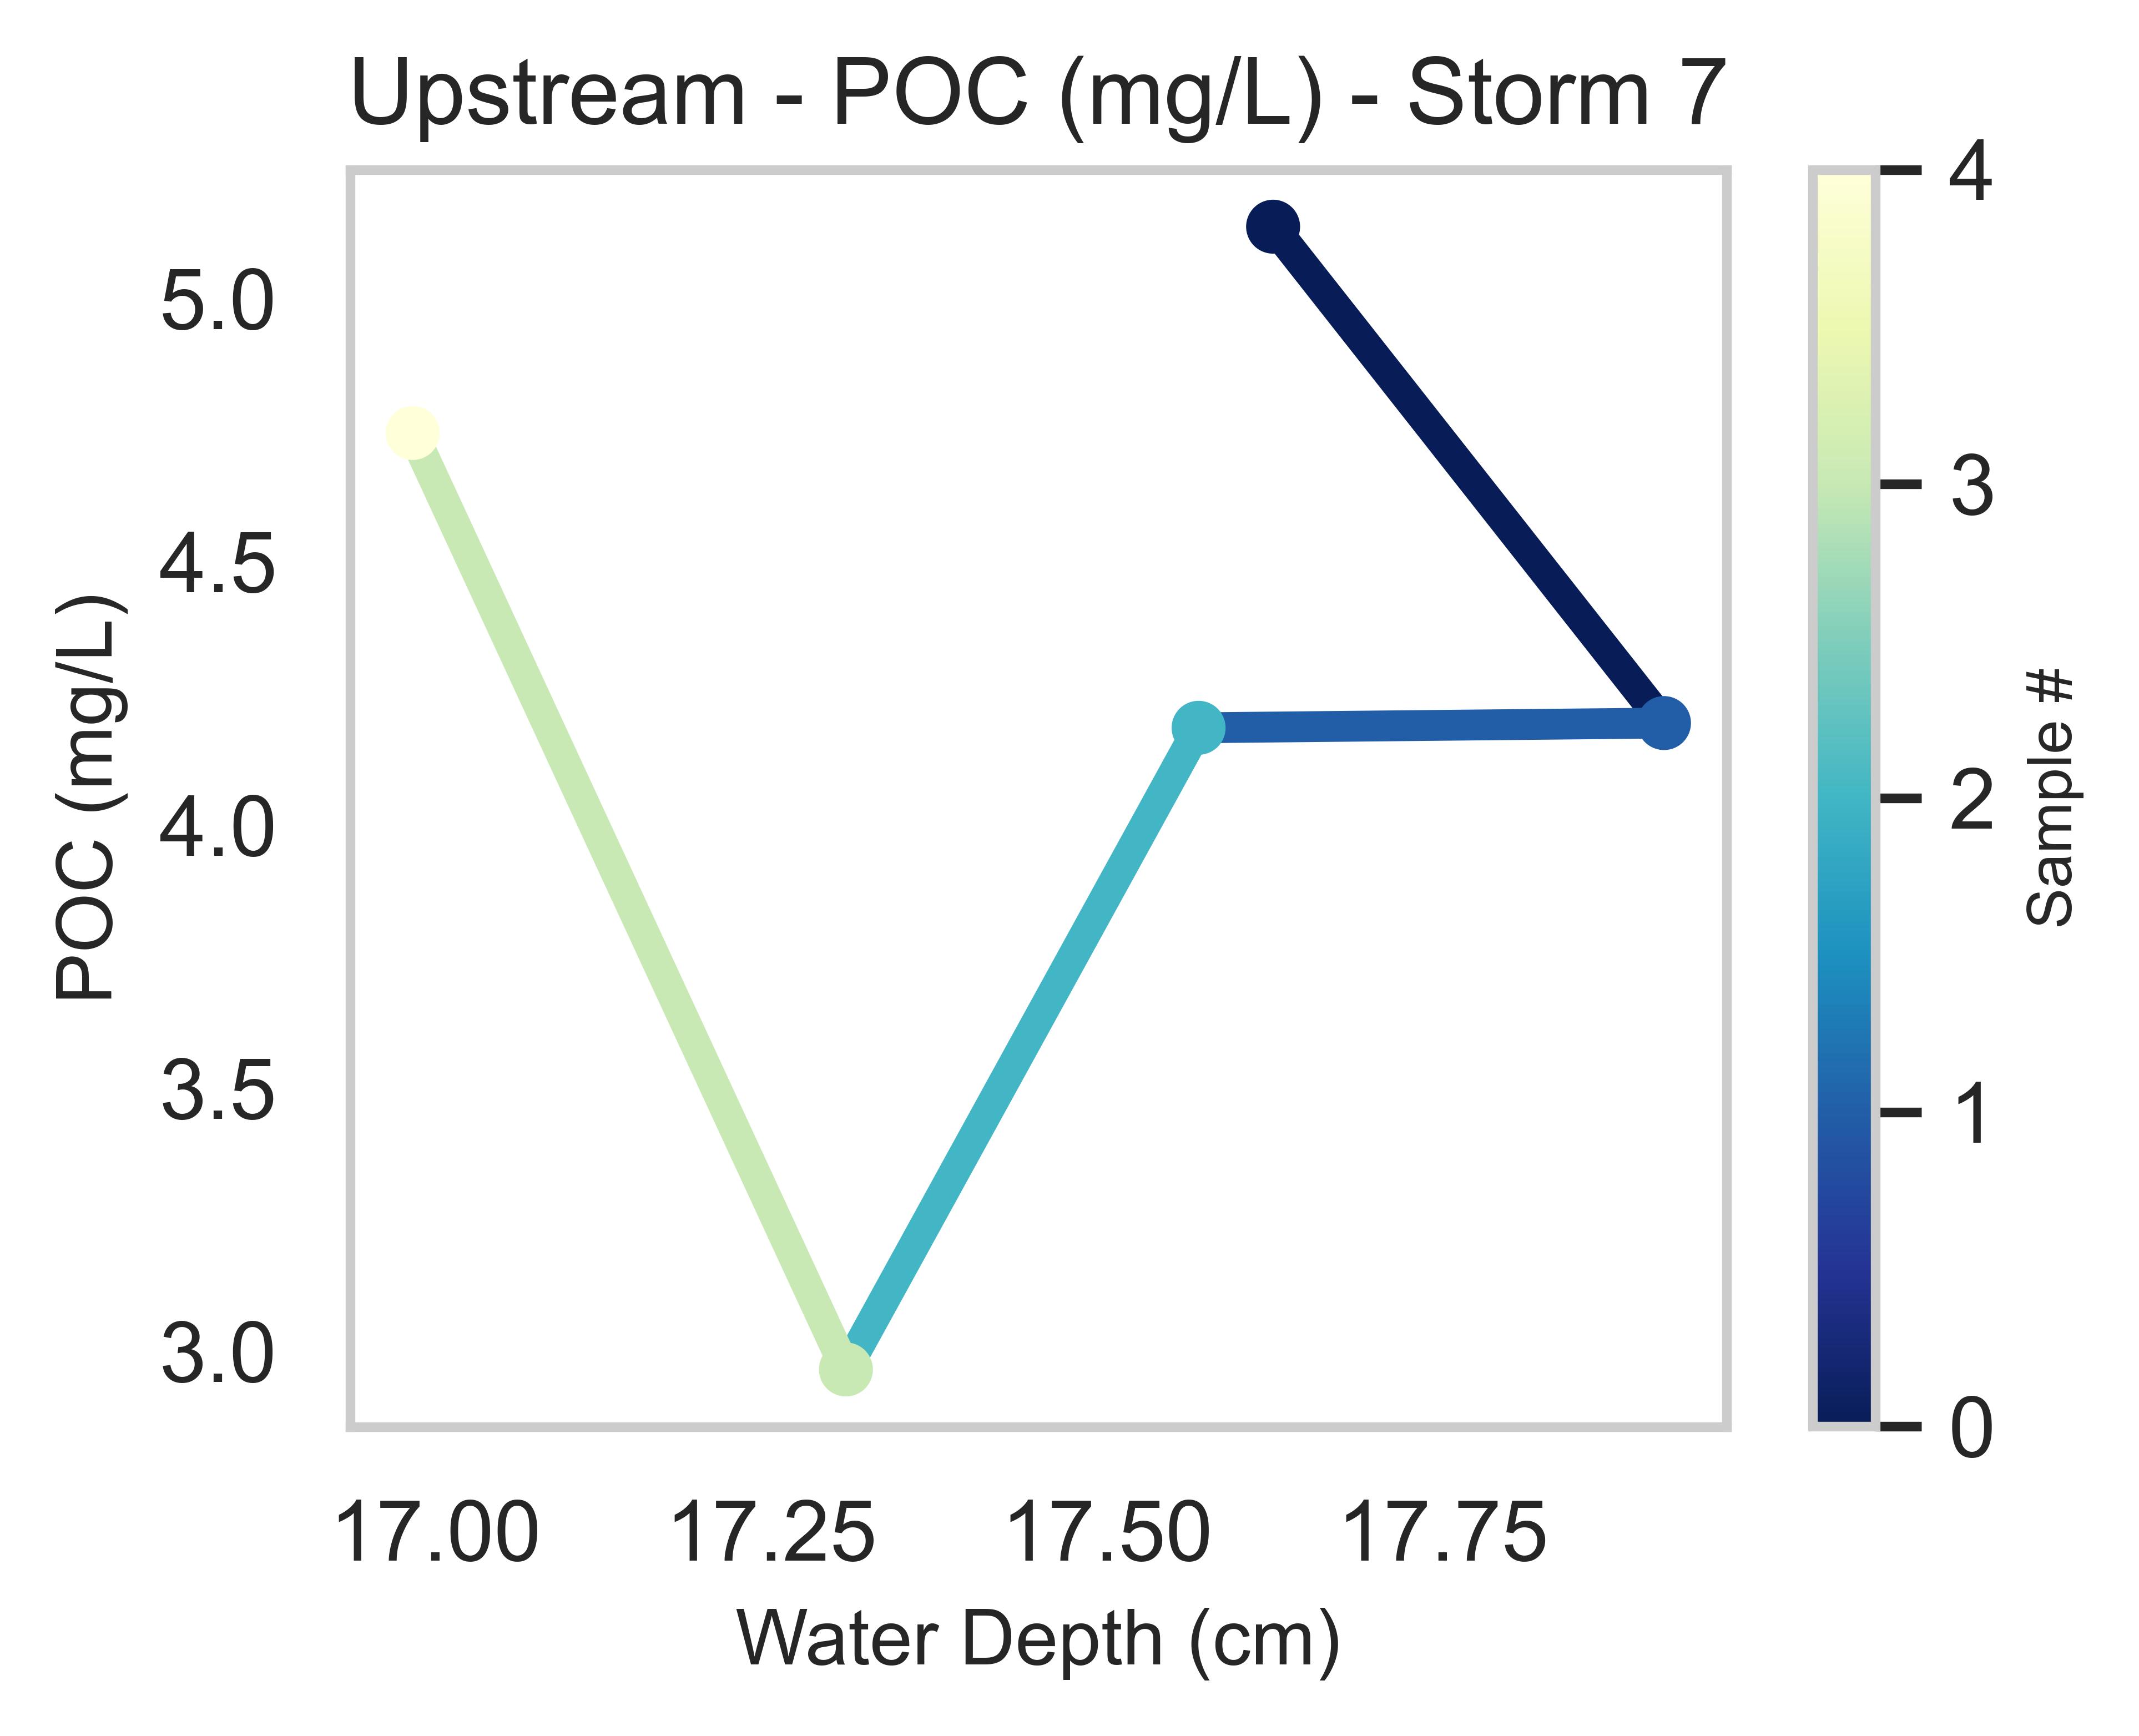 Upstream - POC (mg/L) - Storm 7
5.0
4.5
4.0
3.5
3.0
POC (mg/L)
17.00 17.25 17.50 17.75
Water Depth (cm)
4
3
2
1
0
Sample #